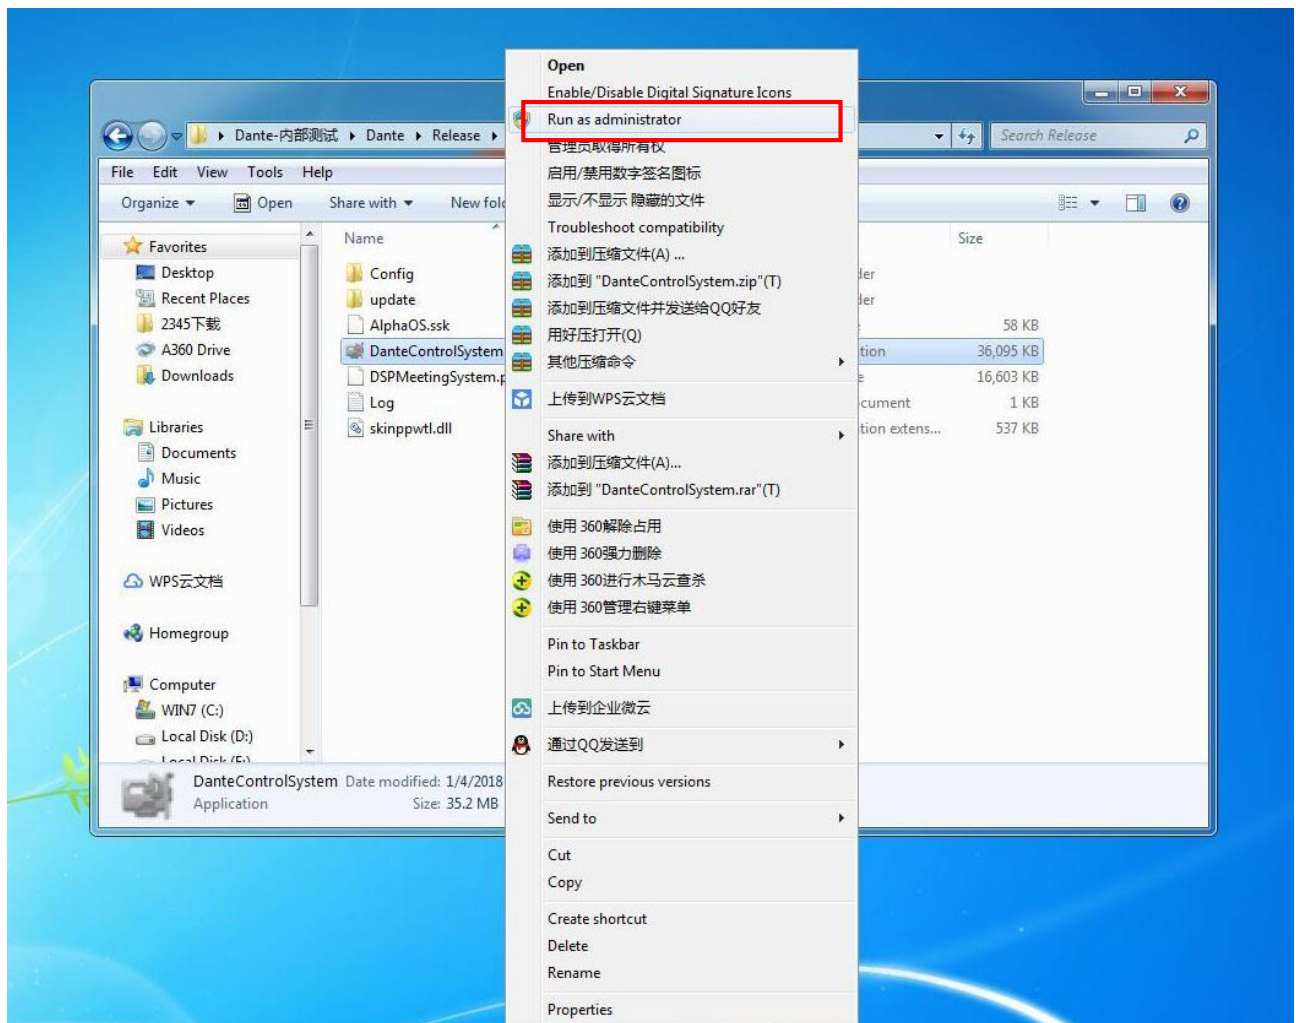 Dante-内部测试 ▸ Dante ▸ Release ▸
Search Release
File Edit View Tools Help
Organize Open Share with
Name
Size
Favorites
Desktop
Recent Places
2345下载
A360 Drive
Downloads
Libraries
Documents
Music
Pictures
Videos
WPS云文档
Homegroup
Computer
WIN7 (C:)
Local Disk (D:)
Config
update
AlphaOS.ssk
58 KB
DanteControlSystem
36,095 KB
DSPMeetingSystem.p
16,603 KB
Log
1 KB
skinppwtl.dll
537 KB
Open
Enable/Disable Digital Signature Icons
Run as administrator
管理员取得所有权
启用/禁用数字签名图标
显示/不显示 隐藏的文件
Troubleshoot compatibility
添加到压缩文件(A) ...
添加到 "DanteControlSystem.zip"(T)
添加到压缩文件并发送给QQ好友
用好压打开(Q)
其他压缩命令
上传到WPS云文档
Share with
添加到压缩文件(A)...
添加到 "DanteControlSystem.rar"(T)
使用 360解除占用
使用 360强力删除
使用 360进行木马云查杀
使用 360管理右键菜单
Pin to Taskbar
Pin to Start Menu
上传到企业微云
通过QQ发送到
Restore previous versions
Send to
Cut
Copy
Create shortcut
Delete
Rename
Properties
DanteControlSystem Date modified: 1/4/2018
Application Size: 35.2 MB